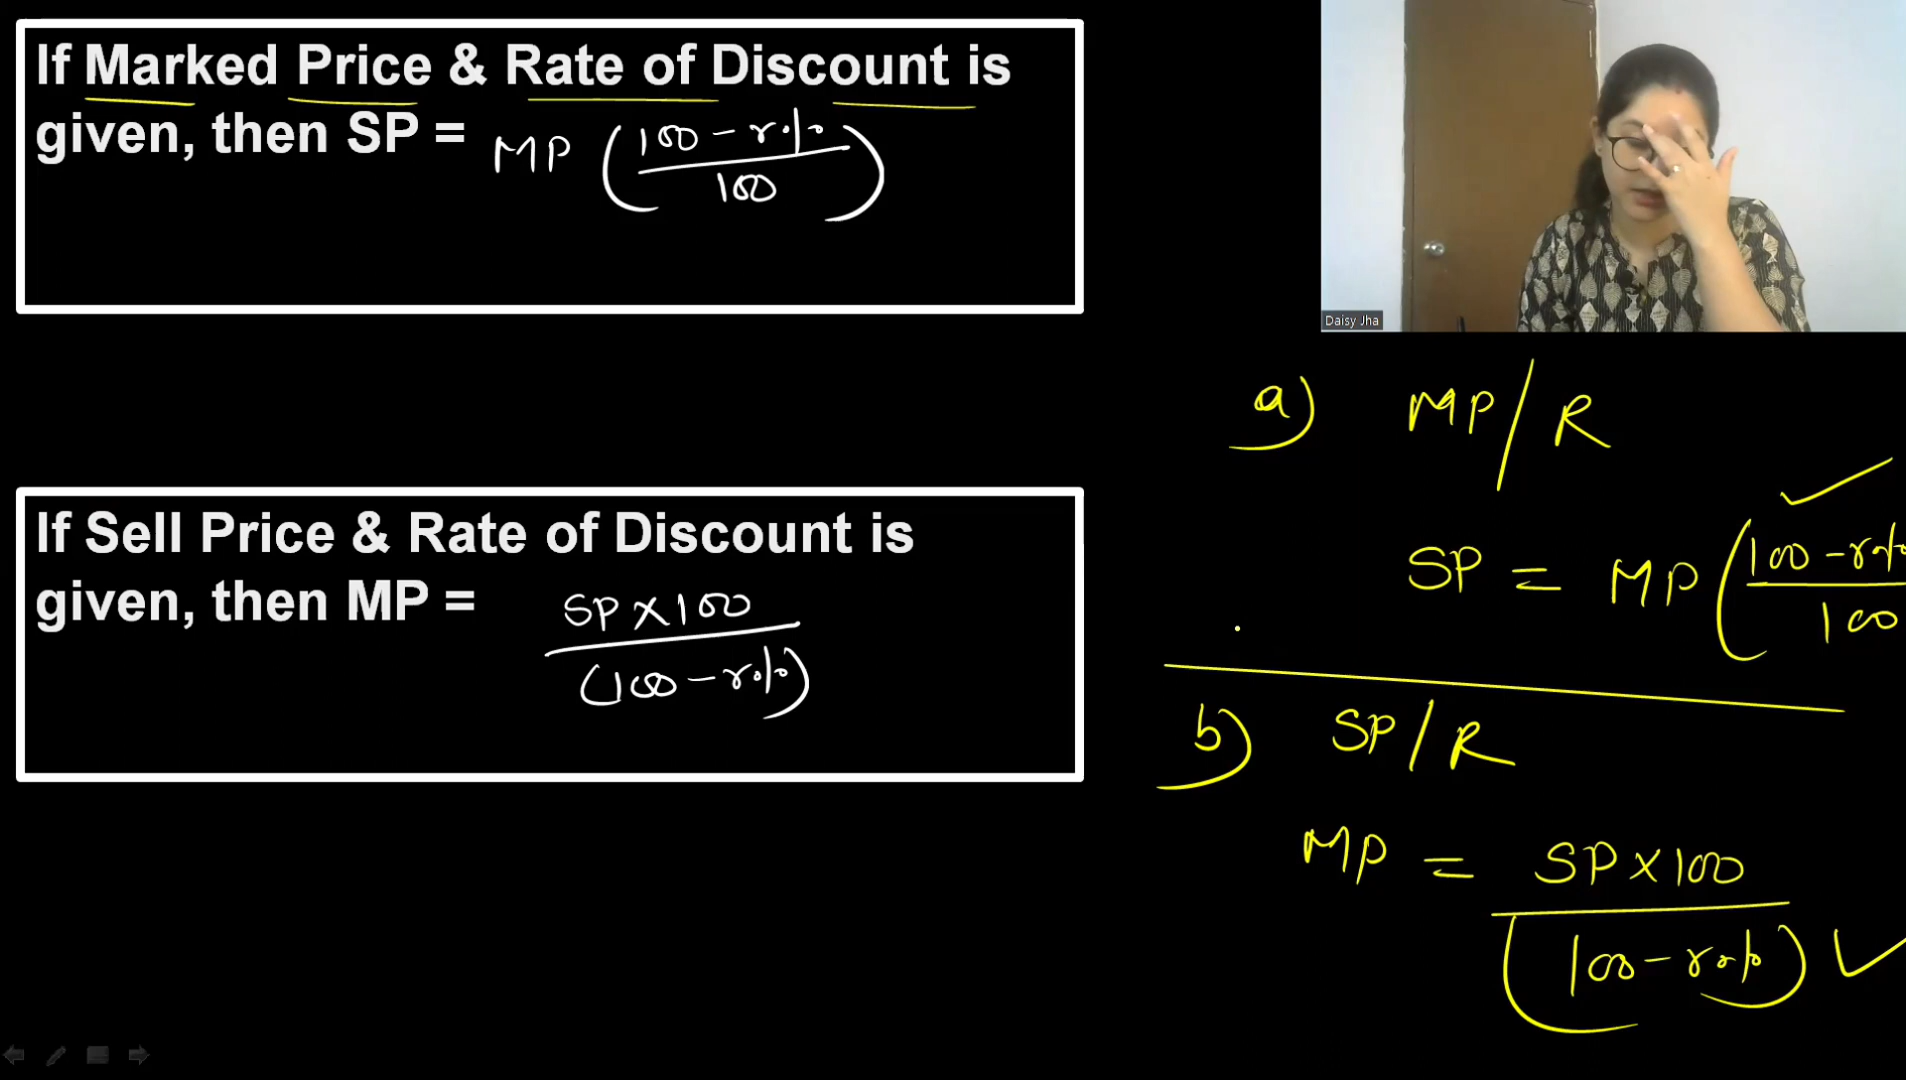 If Marked Price & Rate of Discount is
given, then SP = MP (100 - r% / 100)
If Sell Price & Rate of Discount is
given, then MP = SP x 100 / (100 - r%)
Daisy Jha
a) MP / R
SP = MP (100 - r% / 100
b) SP / R
MP = SP x 100 / (100 - r%)